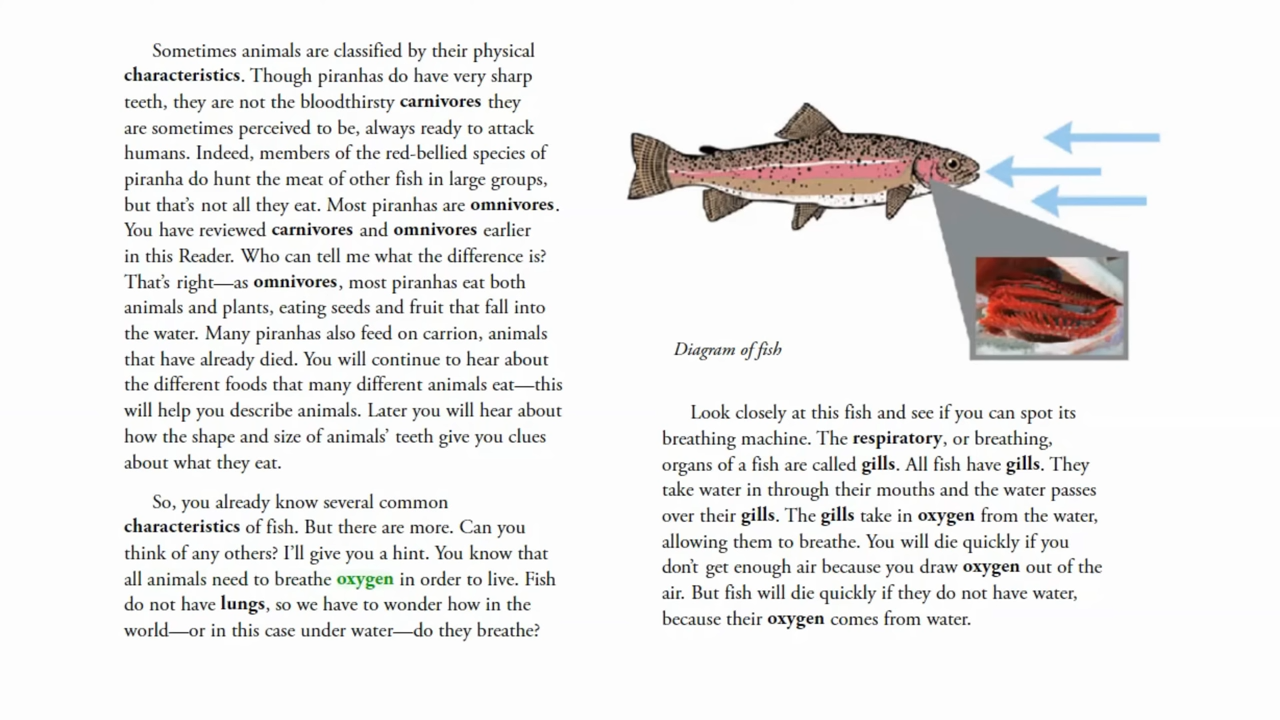 Sometimes animals are classified by their physical
characteristics. Though piranhas do have very sharp
teeth, they are not the bloodthirsty carnivores they
are sometimes perceived to be, always ready to attack
humans. Indeed, members of the red-bellied species of
piranha do hunt the meat of other fish in large groups,
but that's not all they eat. Most piranhas are omnivores.
You have reviewed carnivores and omnivores earlier
in this Reader. Who can tell me what the difference is?
That's right—as omnivores, most piranhas eat both
animals and plants, eating seeds and fruit that fall into
the water. Many piranhas also feed on carrion, animals
that have already died. You will continue to hear about
the different foods that many different animals eat—this
will help you describe animals. Later you will hear about
how the shape and size of animals' teeth give you clues
about what they eat.
So, you already know several common
characteristics of fish. But there are more. Can you
think of any others? I'll give you a hint. You know that
all animals need to breathe oxygen in order to live. Fish
do not have lungs, so we have to wonder how in the
world—or in this case under water—do they breathe?
Diagram of fish
Look closely at this fish and see if you can spot its
breathing machine. The respiratory, or breathing,
organs of a fish are called gills. All fish have gills. They
take water in through their mouths and the water passes
over their gills. The gills take in oxygen from the water,
allowing them to breathe. You will die quickly if you
don't get enough air because you draw oxygen out of the
air. But fish will die quickly if they do not have water,
because their oxygen comes from water.